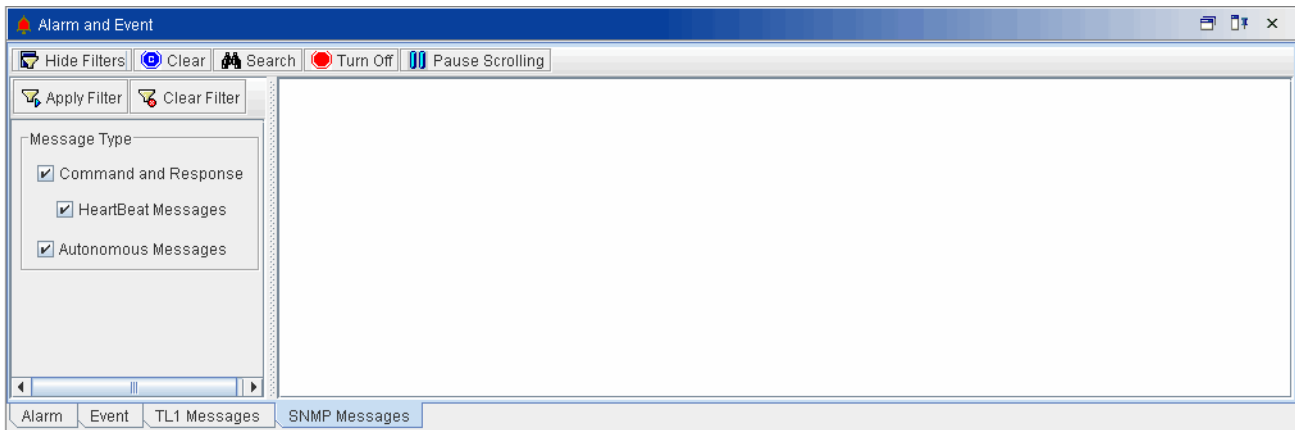 Alarm and Event
Hide Filters Clear Search Turn Off Pause Scrolling
Apply Filter Clear Filter
Message Type
Command and Response
HeartBeat Messages
Autonomous Messages
Alarm Event TL1 Messages SNMP Messages